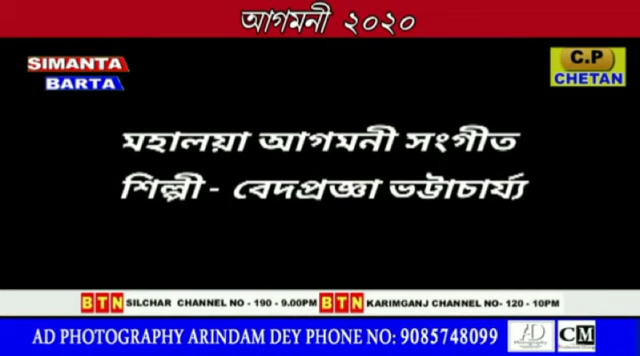 আগমনী ২০২০
SIMANTA
BARTA
C.P
CHETAN
মহালয়া আগমনী সংগীত
শিল্পী - বেদপ্রজ্ঞা ভট্টাচার্য্য
BTN SILCHAR CHANNEL NO - 190 - 9.00PM BTN KARIMGANJ CHANNEL NO- 120 - 10PM
AD PHOTOGRAPHY ARINDAM DEY PHONE NO: 9085748099
AD
CM